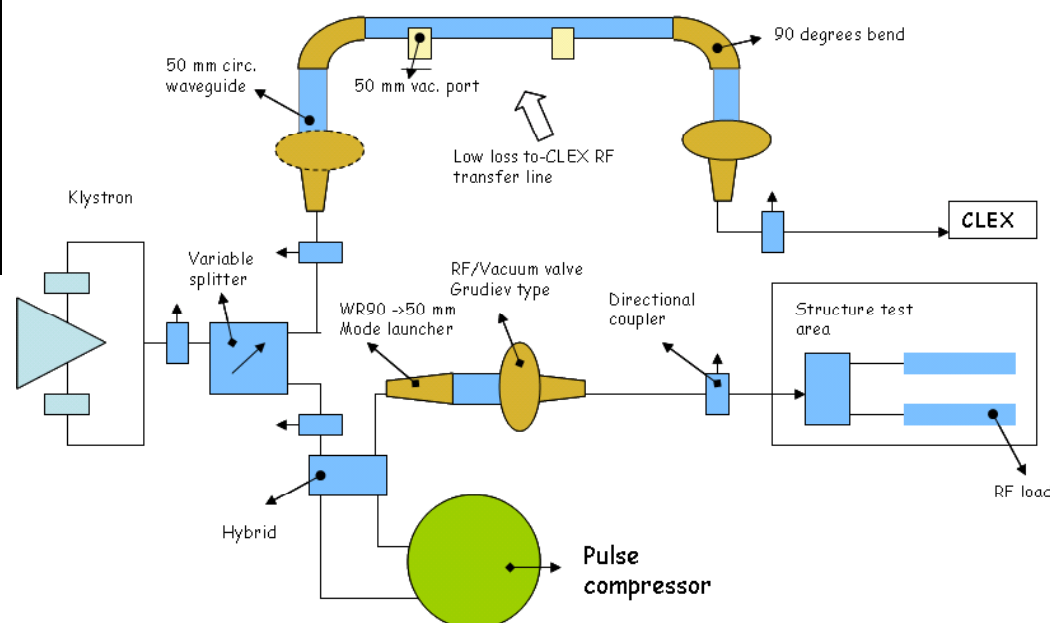 90 degrees bend
50 mm circ.
waveguide
50 mm vac. port
Low loss to-CLEX RF
transfer line
Klystron
CLEX
Variable
splitter
RF/Vacuum valve
Grudiev type
WR90 ->50 mm
Mode launcher
Directional
coupler
Structure test
area
RF load
Hybrid
Pulse
compressor